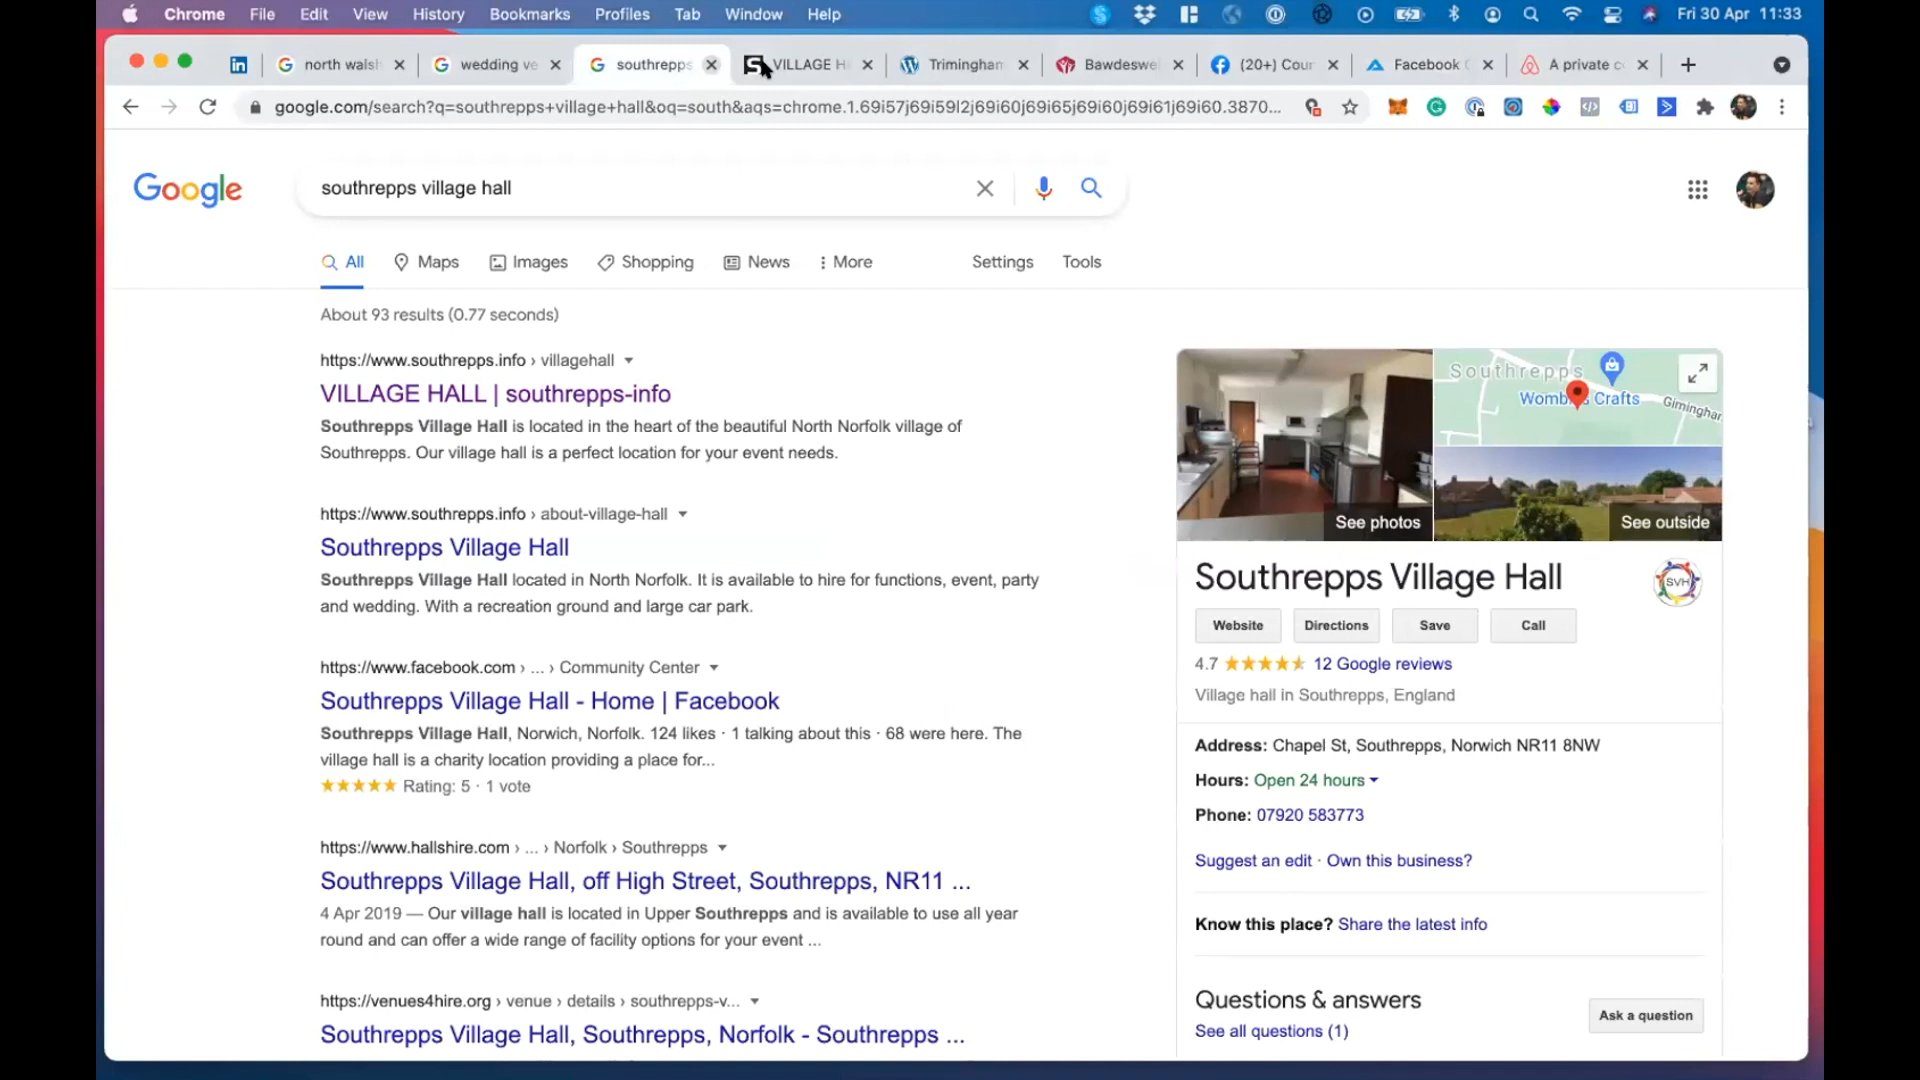 Chrome File Edit View History Bookmarks Profiles Tab Window Help Fri 30 Apr 11:33
north wals wedding ve southrepps VILLAGE H Trimingham Bawdeswe (20+) Cour Facebook A private c
google.com/search?q=southrepps+village+hall&oq=south&aqs=chrome.1.69i57j69i59l2j69i60j69i65j69i60j69i61j69i60.3870...
Google
southrepps village hall
All Maps Images Shopping News More Settings Tools
About 93 results (0.77 seconds)
https://www.southrepps.info › villagehall
VILLAGE HALL | southrepps-info
Southrepps Village Hall is located in the heart of the beautiful North Norfolk village of
Southrepps. Our village hall is a perfect location for your event needs.
https://www.southrepps.info › about-village-hall
Southrepps Village Hall
Southrepps Village Hall located in North Norfolk. It is available to hire for functions, event, party
and wedding. With a recreation ground and large car park.
https://www.facebook.com › ... › Community Center
Southrepps Village Hall - Home | Facebook
Southrepps Village Hall, Norwich, Norfolk. 124 likes · 1 talking about this · 68 were here. The
village hall is a charity location providing a place for...
Rating: 5 · 1 vote
https://www.hallshire.com › ... › Norfolk › Southrepps
Southrepps Village Hall, off High Street, Southrepps, NR11 ...
4 Apr 2019 — Our village hall is located in Upper Southrepps and is available to use all year
round and can offer a wide range of facility options for your event ...
https://venues4hire.org › venue › details › southrepps-v...
Southrepps Village Hall, Southrepps, Norfolk - Southrepps ...
Southrepps
Crafts
Gimingha
See photos
See outside
Southrepps Village Hall
SVH
Website Directions Save Call
4.7 12 Google reviews
Village hall in Southrepps, England
Address: Chapel St, Southrepps, Norwich NR11 8NW
Hours: Open 24 hours
Phone: 07920 583773
Suggest an edit · Own this business?
Know this place? Share the latest info
Questions & answers
See all questions (1)
Ask a question